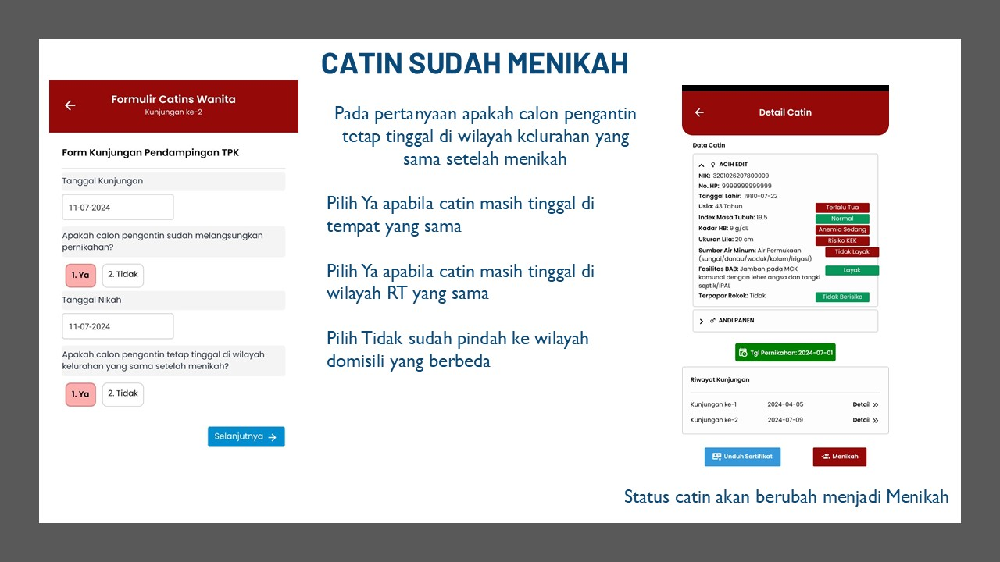 CATIN SUDAH MENIKAH
Formulir Catins Wanita
Kunjungan ke-2
Form Kunjungan Pendampingan TPK
Tanggal Kunjungan
11-07-2024
Apakah calon pengantin sudah melangsungkan
pernikahan?
1. Ya
2. Tidak
Tanggal Nikah
11-07-2024
Apakah calon pengantin tetap tinggal di wilayah
kelurahan yang sama setelah menikah?
1. Ya
2. Tidak
Selanjutnya
Pada pertanyaan apakah calon pengantin
tetap tinggal di wilayah kelurahan yang
sama setelah menikah
Pilih Ya apabila catin masih tinggal di
tempat yang sama
Pilih Ya apabila catin masih tinggal di
wilayah RT yang sama
Pilih Tidak sudah pindah ke wilayah
domisili yang berbeda
Detail Catin
Data Catin
ACIH EDIT
NIK: 3201026207800009
No. HP: 9999999999999
Tanggal Lahir: 1980-07-22
Usia: 43 Tahun Terlalu Tua
Index Masa Tubuh: 19.5 Normal
Kadar HB: 9 g/dL Anemia Sedang
Ukuran Lila: 20 cm Risiko KEK
Sumber Air Minum: Air Permukaan Tidak Layak
(sungai/danau/waduk/kolam/irigasi)
Fasilitas BAB: Jamban pada MCK Layak
komunal dengan leher angsa dan tangki
septik/IPAL
Terpapar Rokok: Tidak Tidak Berisiko
ANDI PANEN
Tgl Pernikahan: 2024-07-01
Riwayat Kunjungan
Kunjungan ke-1 2024-04-05 Detail
Kunjungan ke-2 2024-07-09 Detail
Unduh Sertifikat
Menikah
Status catin akan berubah menjadi Menikah